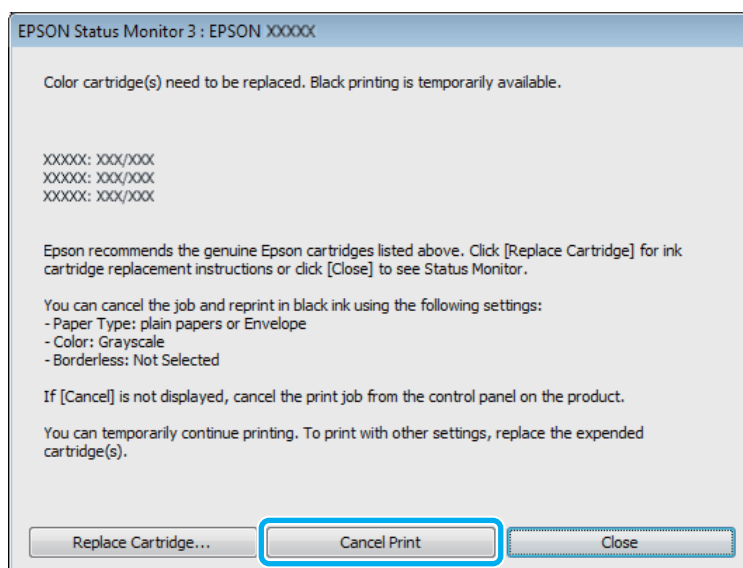 EPSON Status Monitor 3 : EPSON XXXXX
Color cartridge(s) need to be replaced. Black printing is temporarily available.
XXXXX: XXX/XXX
XXXXX: XXX/XXX
XXXXX: XXX/XXX
Epson recommends the genuine Epson cartridges listed above. Click [Replace Cartridge] for ink
cartridge replacement instructions or click [Close] to see Status Monitor.
You can cancel the job and reprint in black ink using the following settings:
- Paper Type: plain papers or Envelope
- Color: Grayscale
- Borderless: Not Selected
If [Cancel] is not displayed, cancel the print job from the control panel on the product.
You can temporarily continue printing. To print with other settings, replace the expended
cartridge(s).
Replace Cartridge... Cancel Print Close